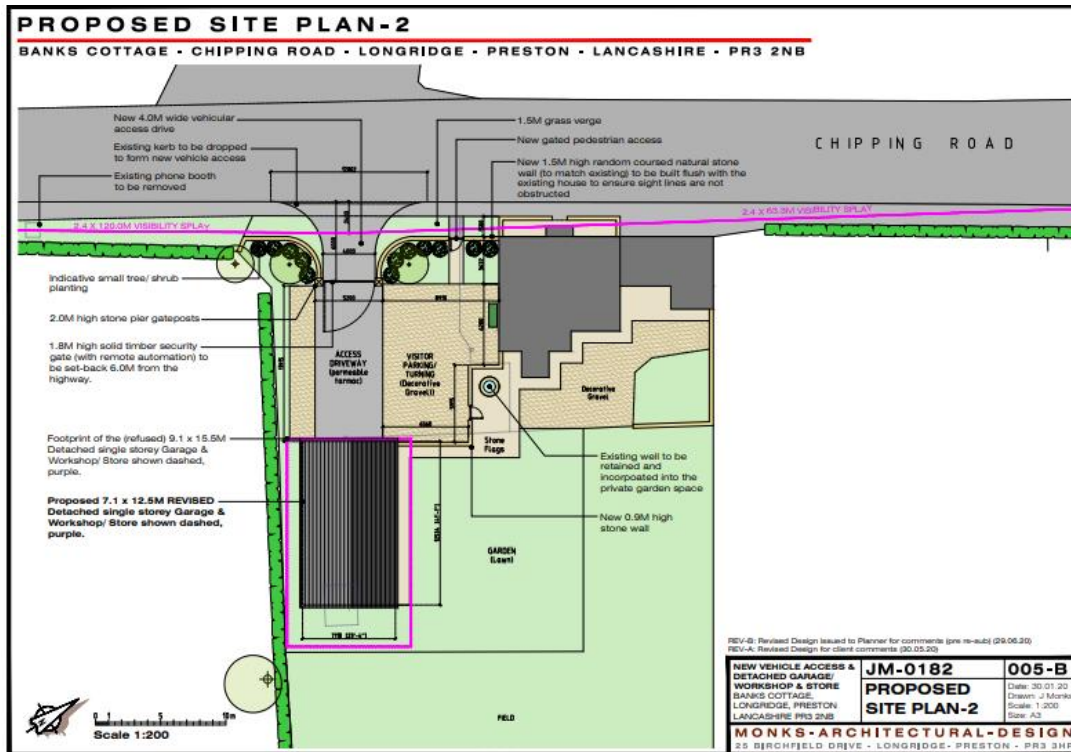 PROPOSED SITE PLAN-2
BANKS COTTAGE - CHIPPING ROAD - LONGRIDGE - PRESTON - LANCASHIRE - PR3 2NB
New 4.0M wide vehicular
access drive
Existing kerb to be dropped
to form new vehicle access
Existing phone booth
to be removed
1.5M grass verge
New gated pedestrian access
New 1.5M high random coursed natural stone
wall (to match existing) to be built flush with the
existing house to ensure sight lines are not
obstructed
CHIPPING ROAD
2.4 X 120.0M VISIBILITY SPLAY
Indicative small tree/ shrub
planting
2.0M high stone pier gateposts
1.8M high solid timber security
gate (with remote automation) to
be set-back 6.0M from the
highway.
ACCESS
DRIVEWAY
(permeable
tarmac)
VISITOR
PARKING/
TURNING
(Decorative
Gravel)
Decorative
Gravel
Stone
Flags
Footprint of the (refused) 9.1 x 15.5M
Detached single storey Garage &
Workshop/ Store shown dashed,
purple.
Proposed 7.1 x 12.5M REVISED
Detached single storey Garage &
Workshop/ Store shown dashed,
purple.
Existing well to be
retained and
incorpoated into the
private garden space
New 0.9M high
stone wall
GARDEN
(Lawn)
FIELD
0 1 5 10m
Scale 1:200
REV-B: Revised Design issued to Planner for comments (pre re-sub) (29.06.20)
REV-A: Revised Design for client comments (30.05.20)
NEW VEHICLE ACCESS &
DETACHED GARAGE/
WORKSHOP & STORE
BANKS COTTAGE,
LONGRIDGE, PRESTON
LANCASHIRE PR3 2NB
JM-0182
PROPOSED
SITE PLAN-2
005-B
Date: 30.01.20
Drawn: J Monks
Scale: 1:200
Size: A3
MONKS-ARCHITECTURAL-DESIGN
25 BIRCHFIELD DRIVE - LONGRIDGE - PRESTON - PR3 3HP